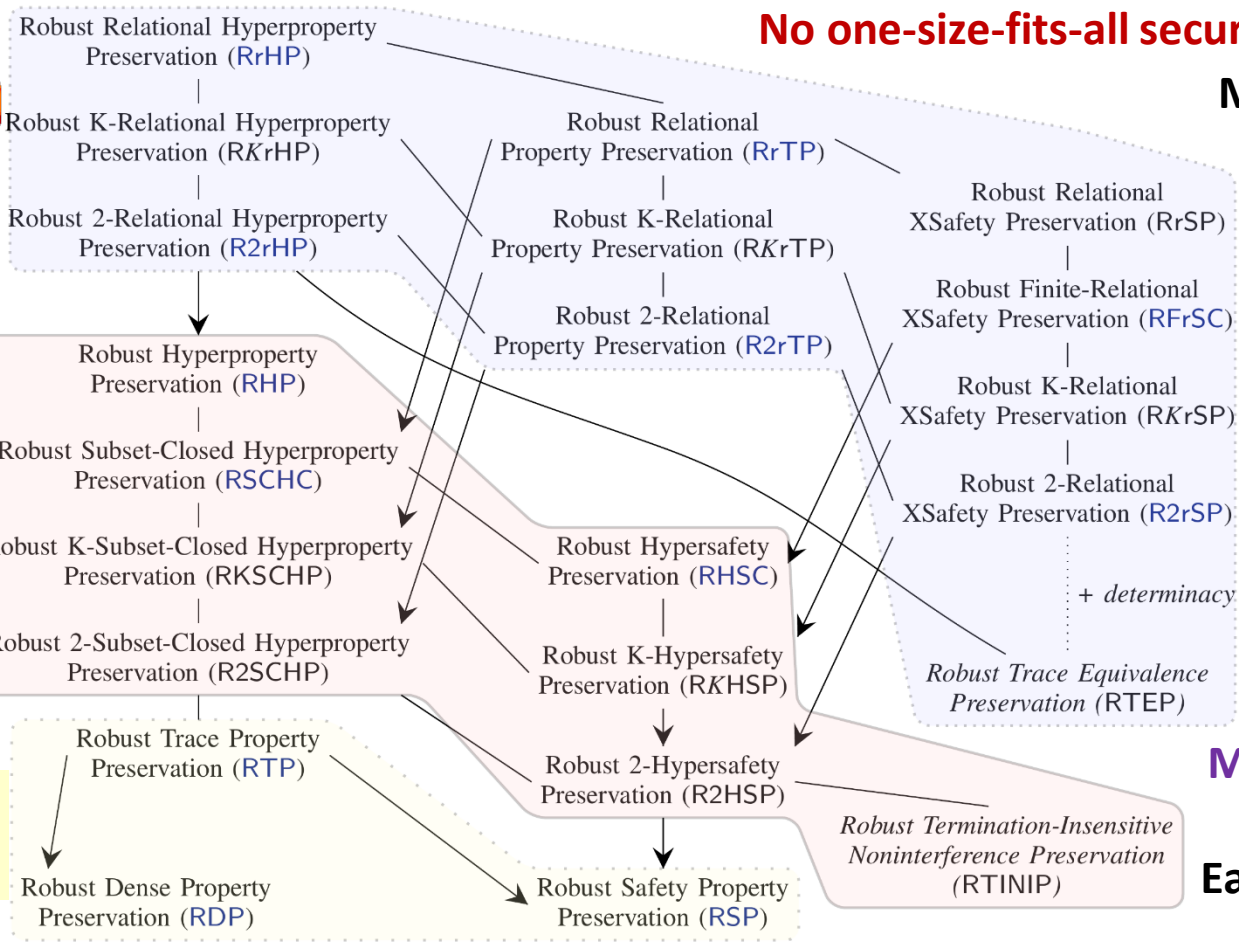 No one-size-fits-all secur
Robust Relational Hyperproperty
Preservation (RrHP)
Robust K-Relational Hyperproperty
Preservation (RKrHP)
Robust 2-Relational Hyperproperty
Preservation (R2rHP)
Robust Relational
Property Preservation (RrTP)
Robust K-Relational
Property Preservation (RKrTP)
Robust 2-Relational
Property Preservation (R2rTP)
Robust Relational
XSafety Preservation (RrSP)
Robust Finite-Relational
XSafety Preservation (RFrSC)
Robust K-Relational
XSafety Preservation (RKrSP)
Robust 2-Relational
XSafety Preservation (R2rSP)
+ determinacy
Robust Trace Equivalence
Preservation (RTEP)
Robust Hyperproperty
Preservation (RHP)
Robust Subset-Closed Hyperproperty
Preservation (RSCHC)
obust K-Subset-Closed Hyperproperty
Preservation (RKSCHP)
obust 2-Subset-Closed Hyperproperty
Preservation (R2SCHP)
Robust Hypersafety
Preservation (RHSC)
Robust K-Hypersafety
Preservation (RKHSP)
Robust 2-Hypersafety
Preservation (R2HSP)
Robust Termination-Insensitive
Noninterference Preservation
(RTINIP)
Robust Trace Property
Preservation (RTP)
Robust Dense Property
Preservation (RDP)
Robust Safety Property
Preservation (RSP)
M
M
Ea